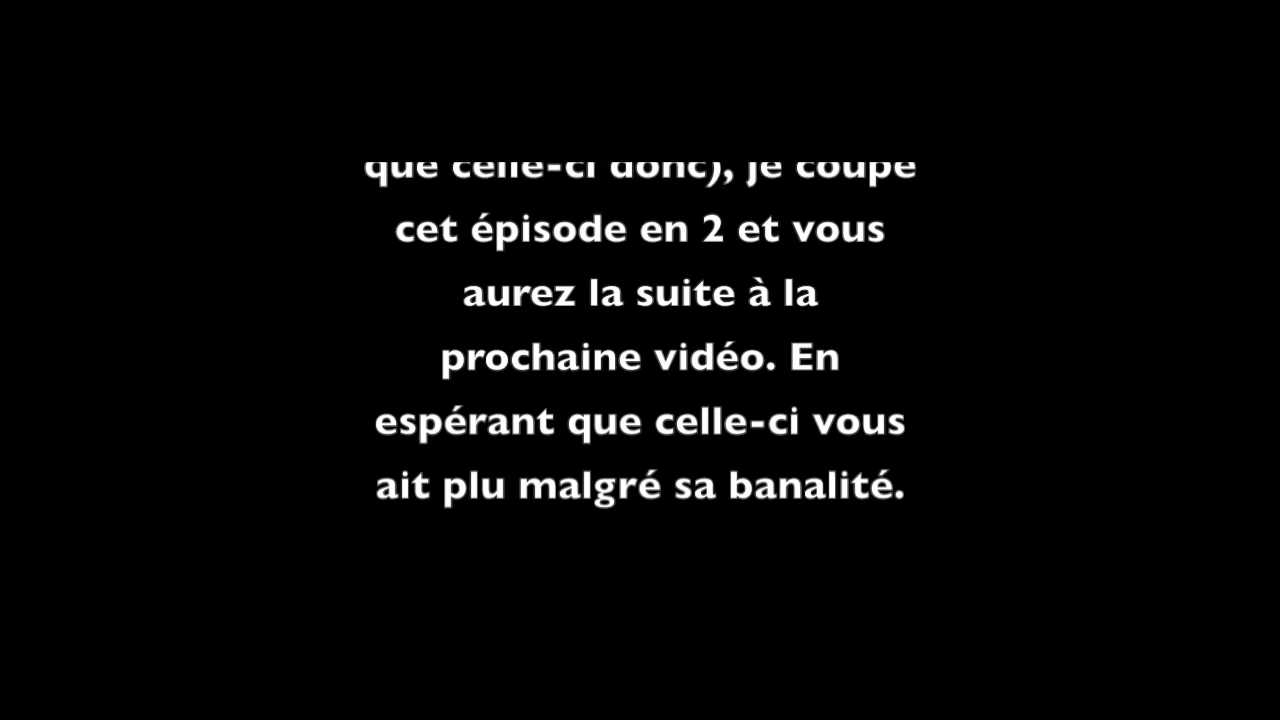 que celle-ci donc), je coupe
cet épisode en 2 et vous
aurez la suite à la
prochaine vidéo. En
espérant que celle-ci vous
ait plu malgré sa banalité.